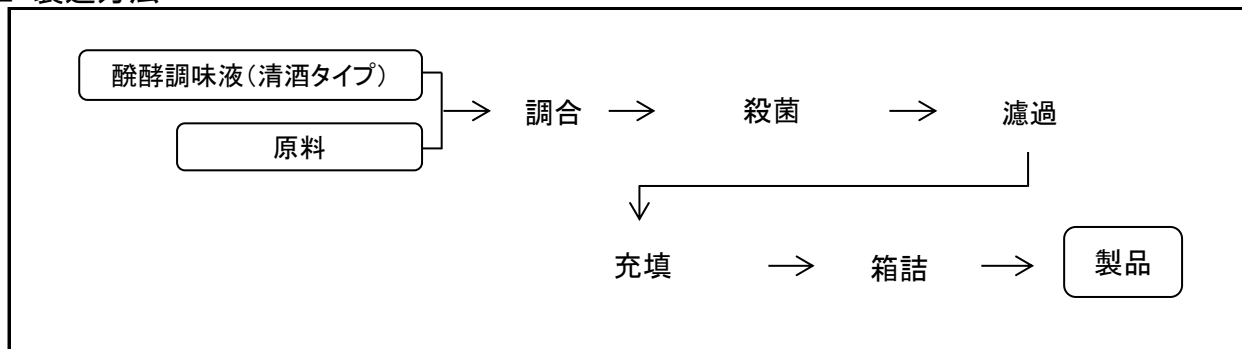 製造方法
醗酵調味液(清酒タイプ)
原料
調合
殺菌
濾過
充填
箱詰
製品